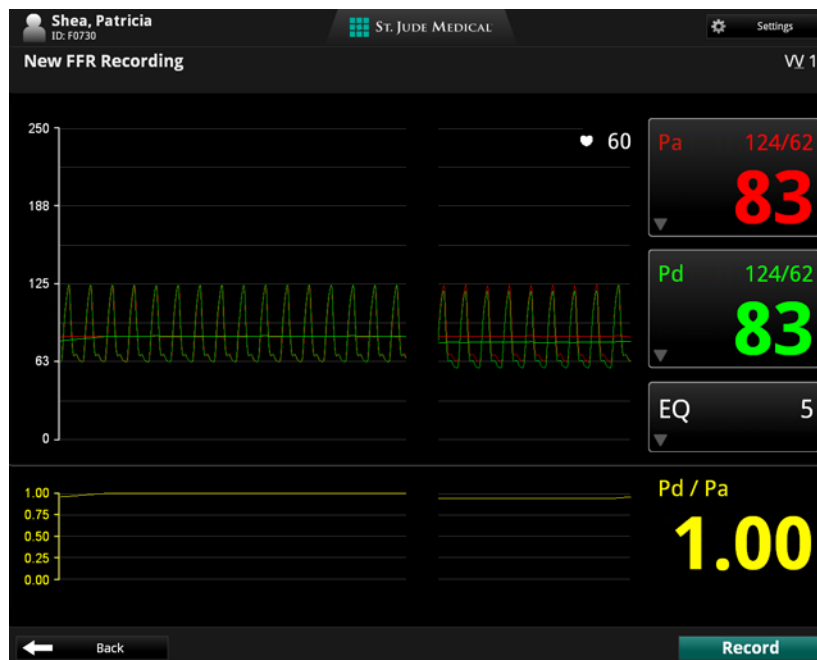 Shea, Patricia
ID: F0730
ST. JUDE MEDICAL
Settings
New FFR Recording
VV 1
250
188
125
63
0
60
Pa 124/62
83
Pd 124/62
83
EQ 5
1.00
0.75
0.50
0.25
0.00
Pd / Pa
1.00
Back
Record